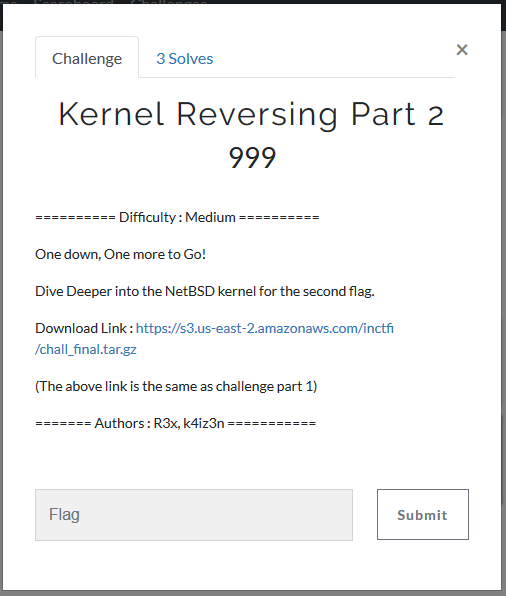 Scoreboard Challenges
Challenge
3 Solves
×
Kernel Reversing Part 2
999
========== Difficulty : Medium ==========
One down, One more to Go!
Dive Deeper into the NetBSD kernel for the second flag.
Download Link : https://s3.us-east-2.amazonaws.com/inctfi
/chall_final.tar.gz
(The above link is the same as challenge part 1)
======= Authors : R3x, k4iz3n ===========
Flag
Submit